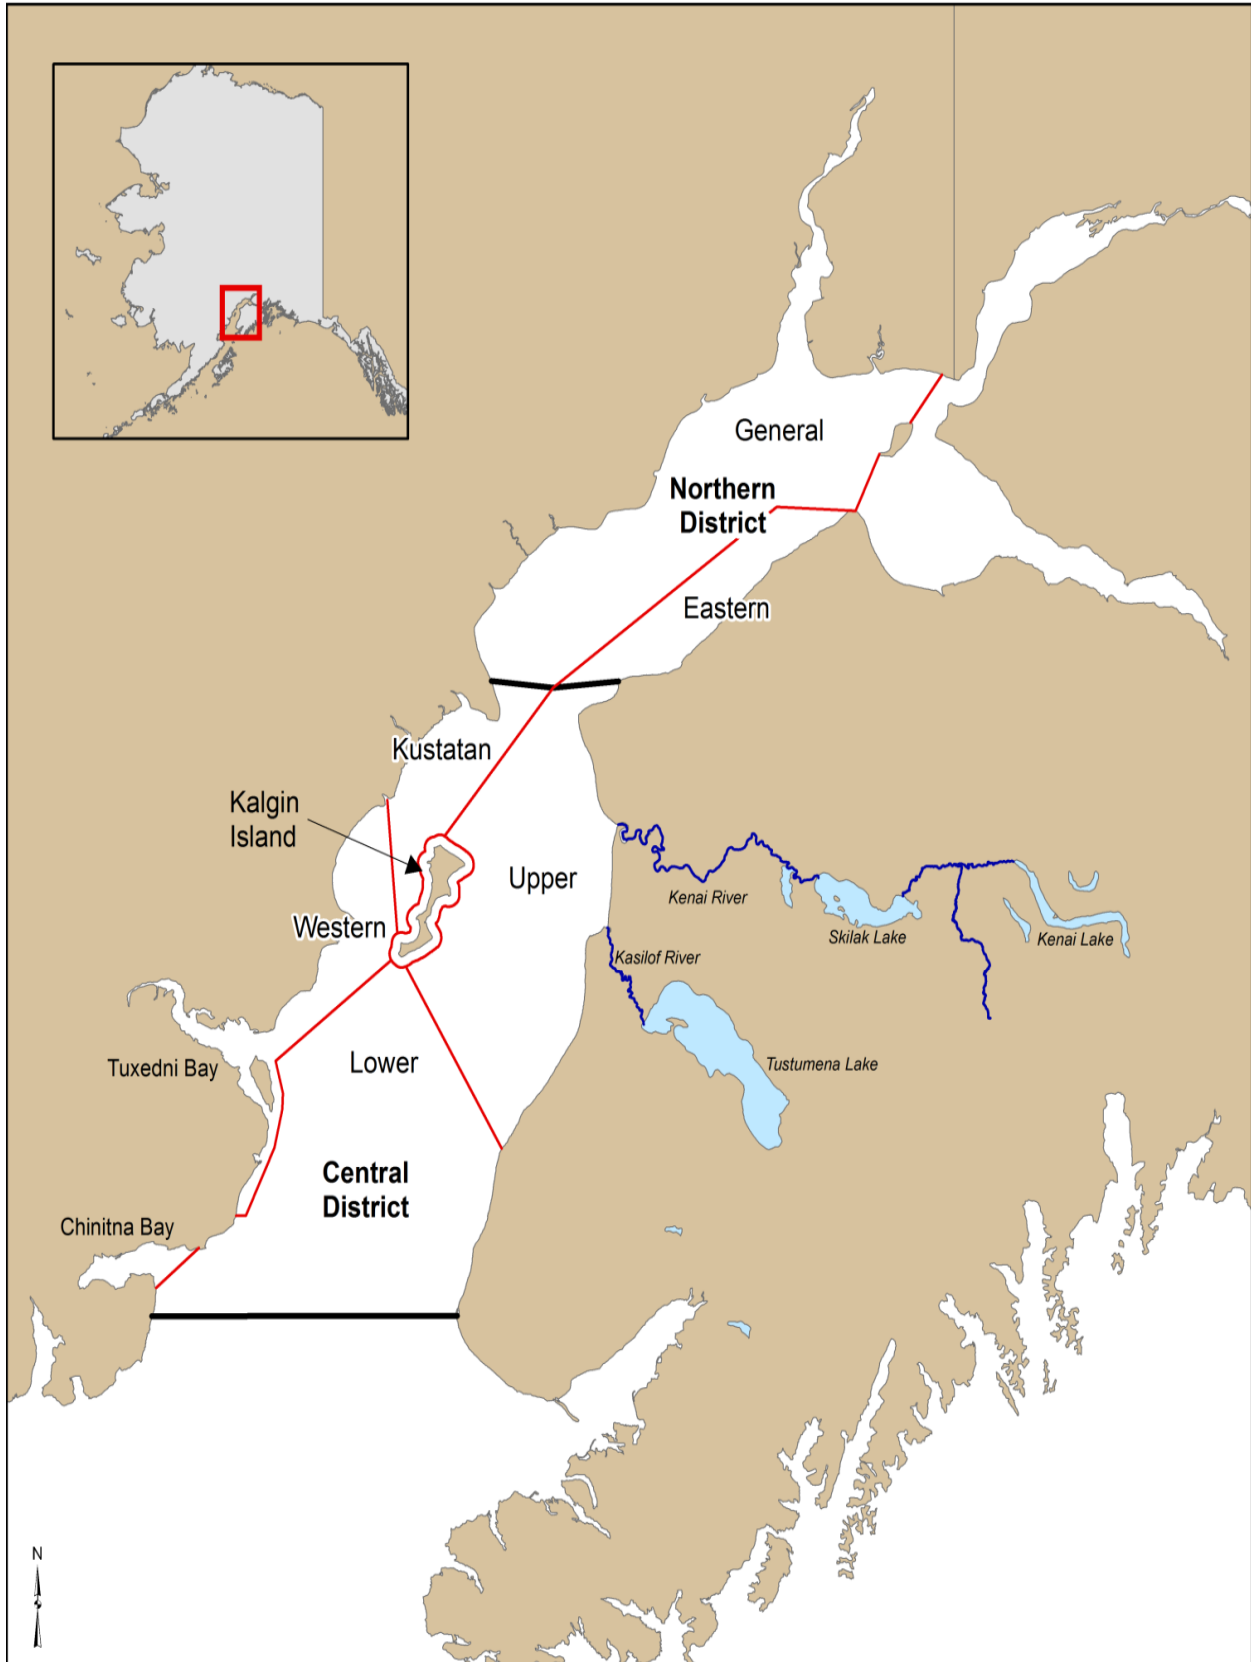 General
Northern
District
Eastern
Kustatan
Kalgin
Island
Upper
Kenai River
Skilak Lake
Kenai Lake
Western
Kasilof River
Lower
Tuxedni Bay
Tustumena Lake
Central
District
Chinitna Bay
N